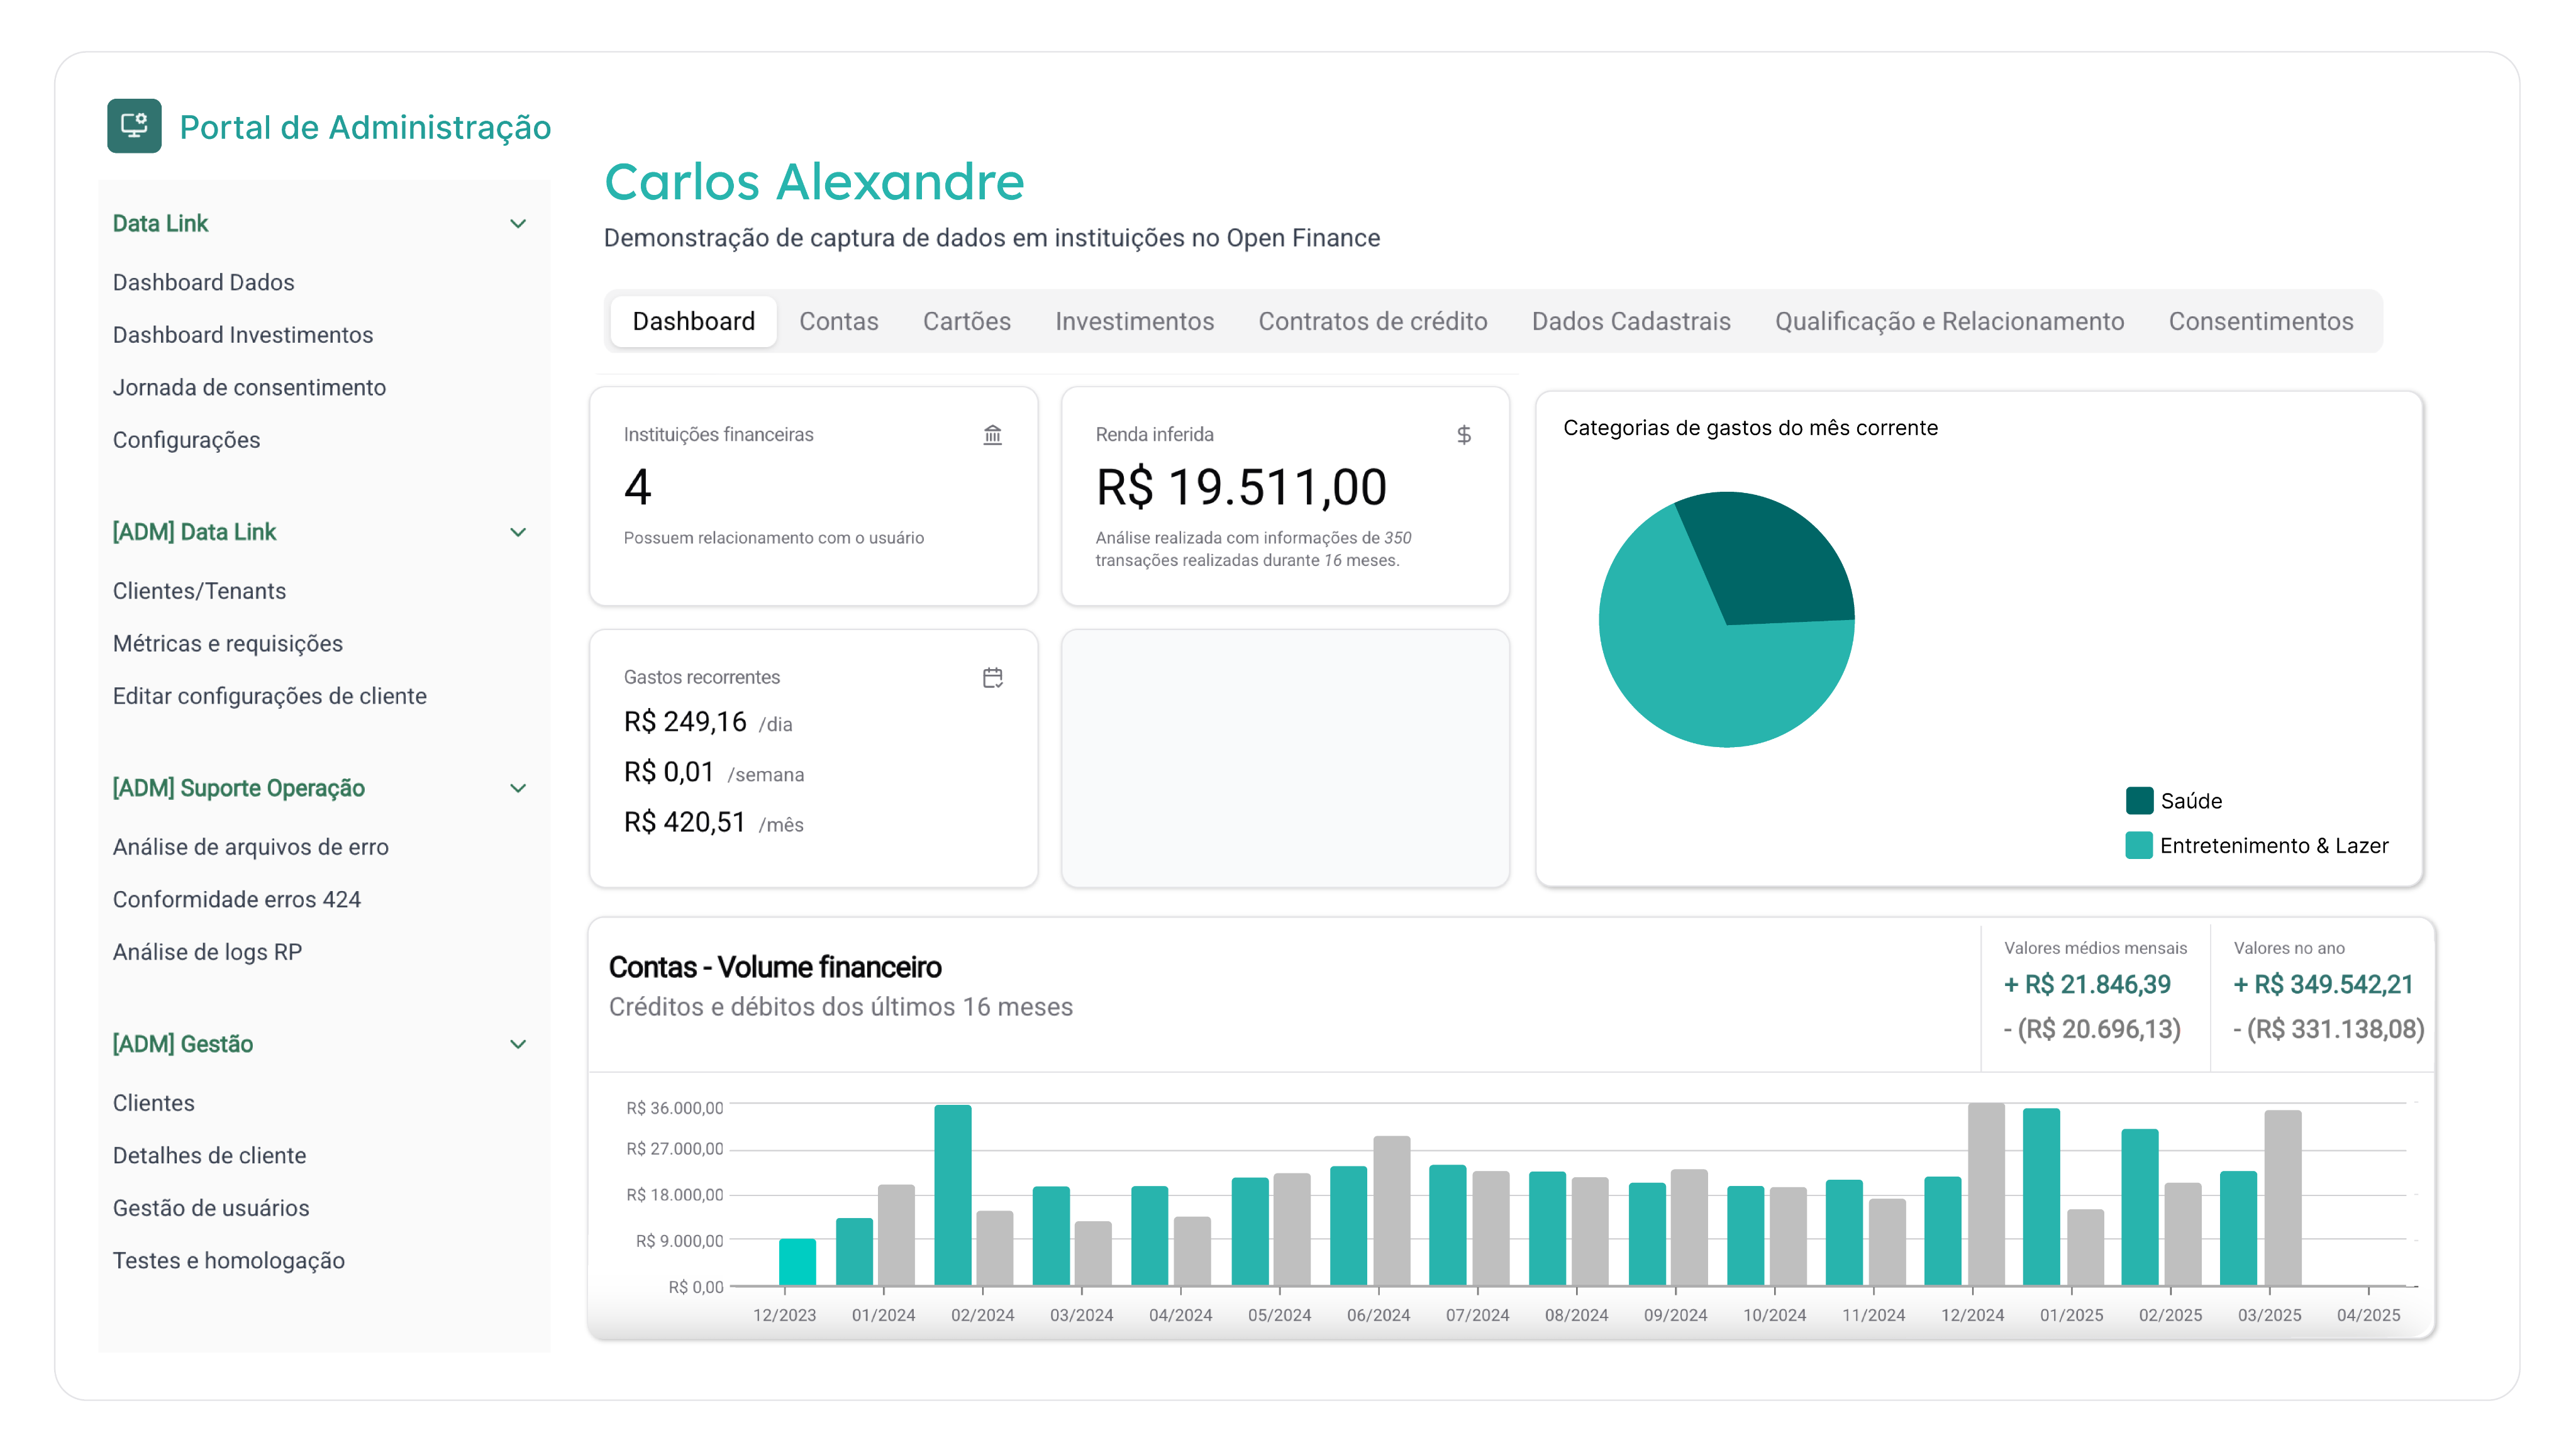 Portal de Administração
Data Link
Dashboard Dados
Dashboard Investimentos
Jornada de consentimento
Configurações
[ADM] Data Link
Clientes/Tenants
Métricas e requisições
Editar configurações de cliente
[ADM] Suporte Operação
Análise de arquivos de erro
Conformidade erros 424
Análise de logs RP
[ADM] Gestão
Clientes
Detalhes de cliente
Gestão de usuários
Testes e homologação
Carlos Alexandre
Demonstração de captura de dados em instituições no Open Finance
Dashboard Contas Cartões Investimentos Contratos de crédito Dados Cadastrais Qualificação e Relacionamento Consentimentos
Instituições financeiras
4
Possuem relacionamento com o usuário
Renda inferida
$
R$ 19.511,00
Análise realizada com informações de 350
transações realizadas durante 16 meses.
Gastos recorrentes
R$ 249,16 /dia
R$ 0,01 /semana
R$ 420,51 /mês
Categorias de gastos do mês corrente
Saúde
Entretenimento & Lazer
Contas - Volume financeiro
Créditos e débitos dos últimos 16 meses
Valores médios mensais
+ R$ 21.846,39
- (R$ 20.696,13)
Valores no ano
+ R$ 349.542,21
- (R$ 331.138,08)
R$ 36.000,00
R$ 27.000,00
R$ 18.000,00
R$ 9.000,00
R$ 0,00
12/2023 01/2024 02/2024 03/2024 04/2024 05/2024 06/2024 07/2024 08/2024 09/2024 10/2024 11/2024 12/2024 01/2025 02/2025 03/2025 04/2025